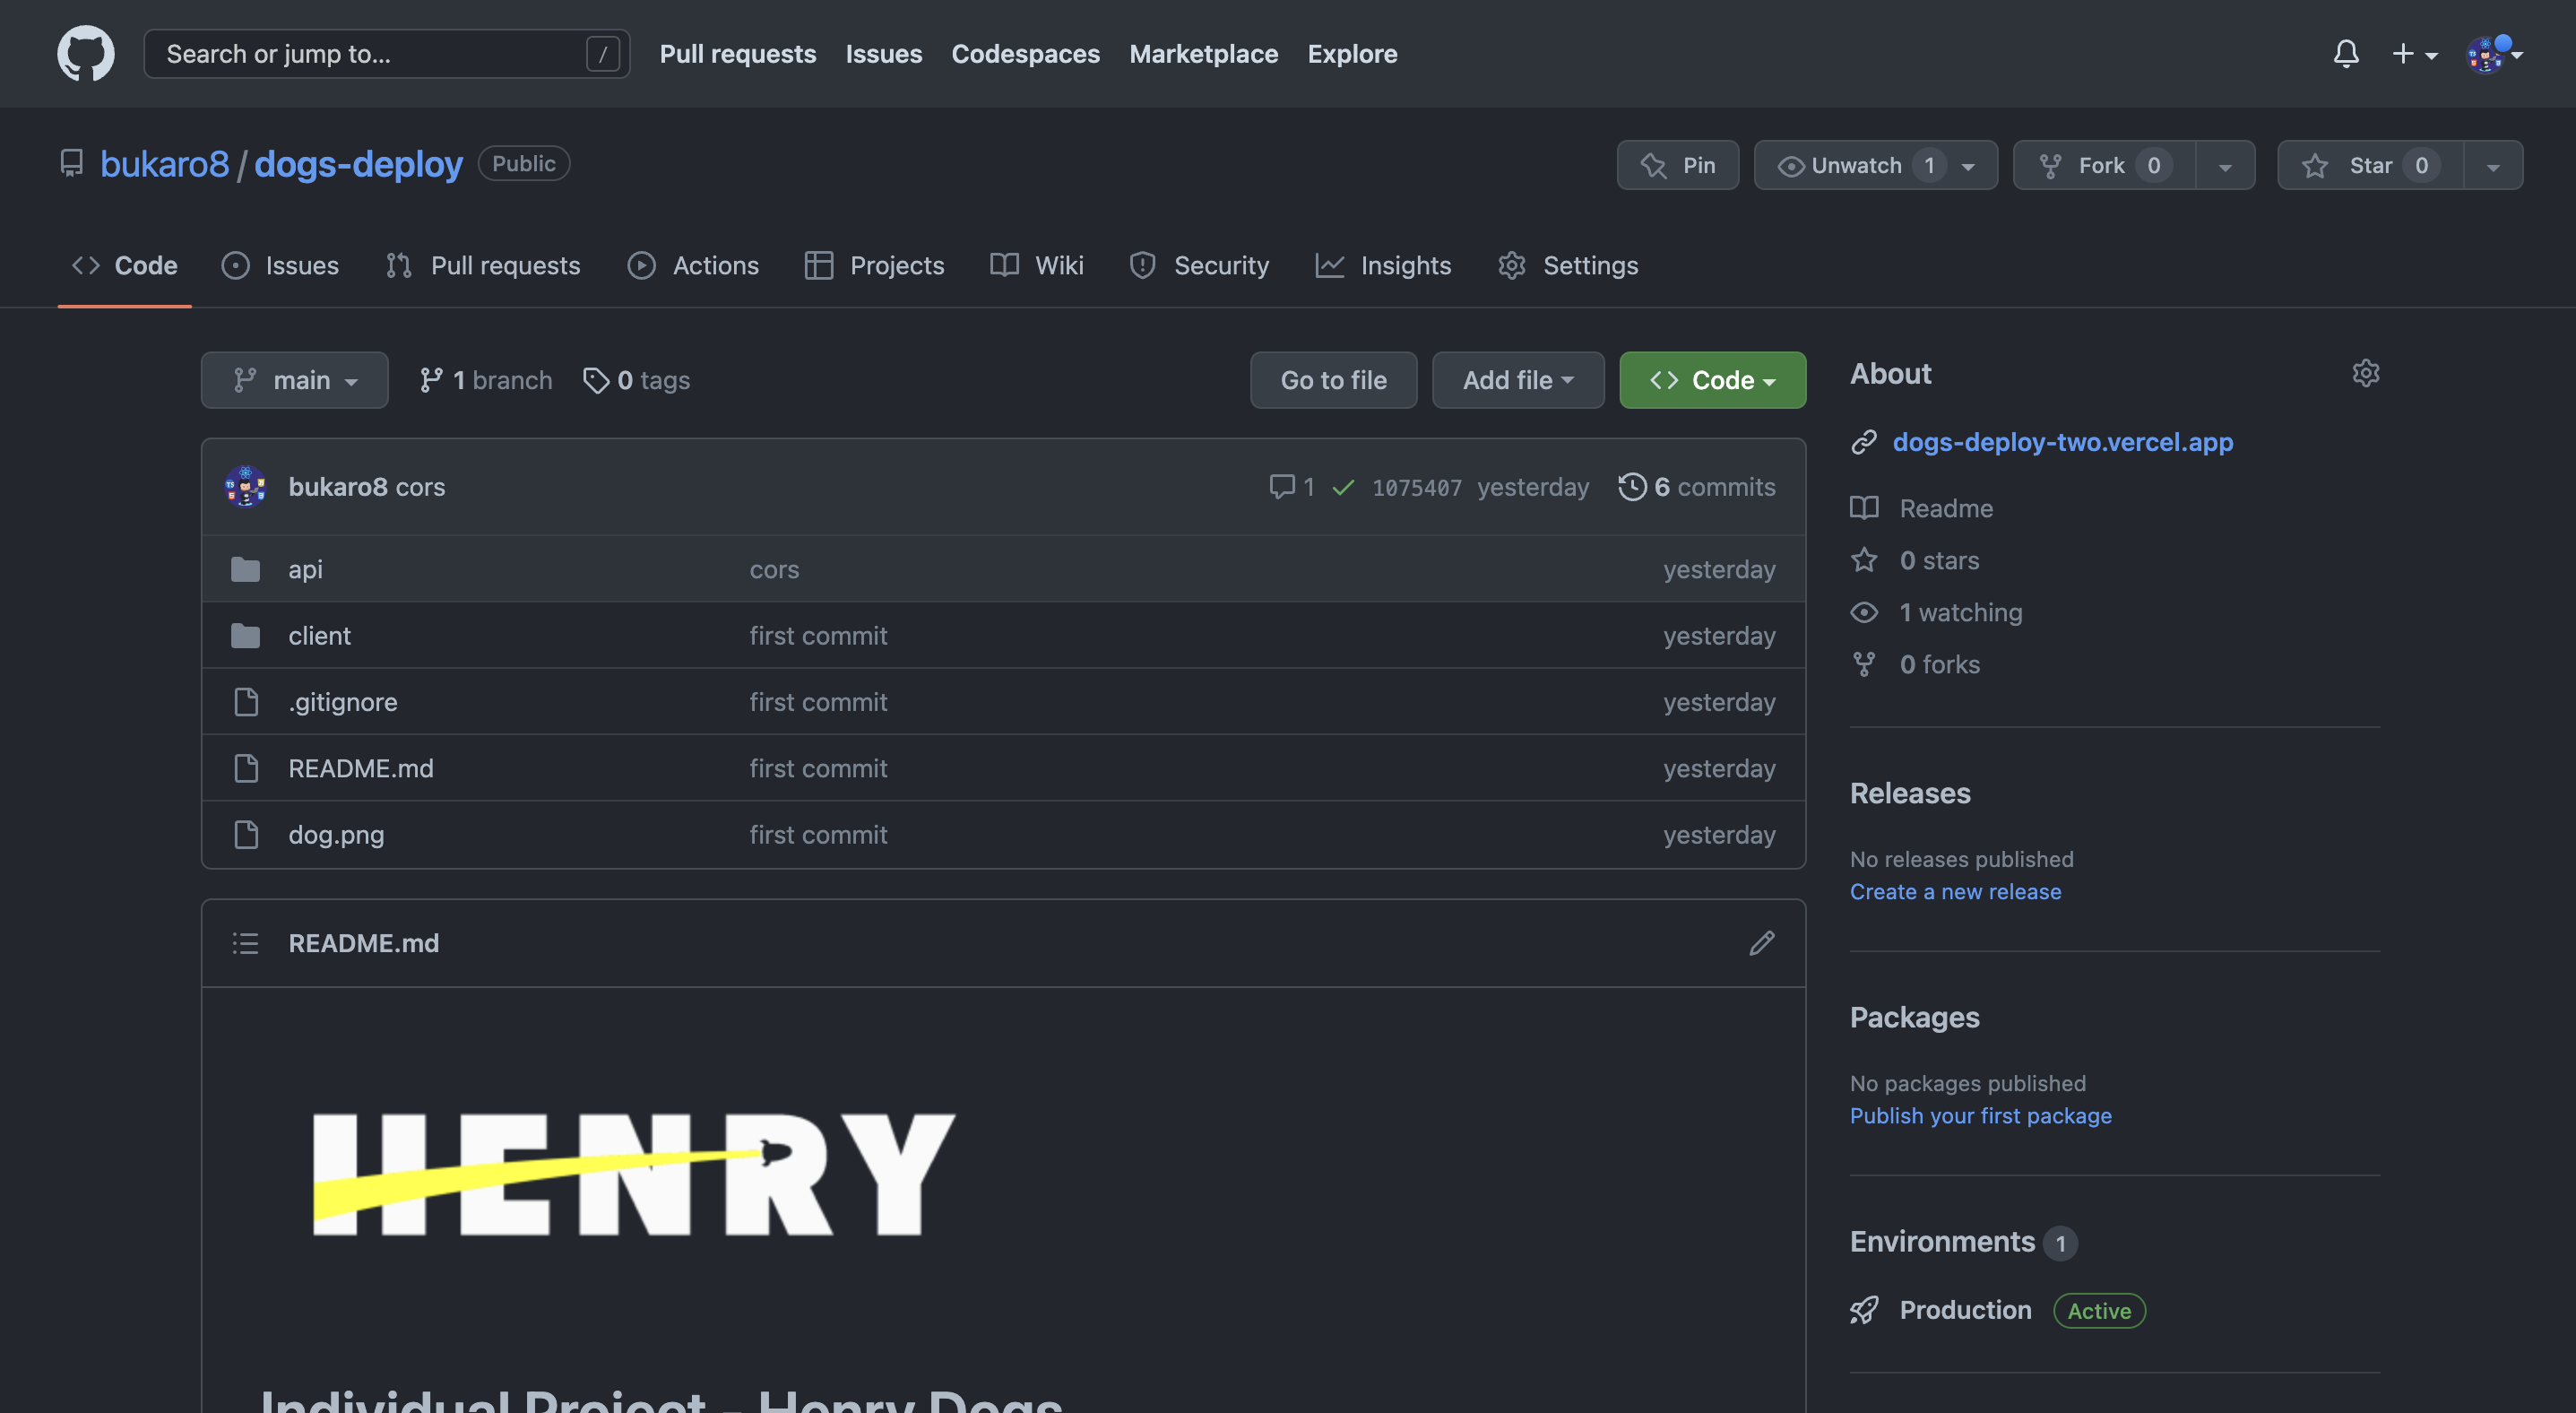 Search or jump to... /
Pull requests Issues Codespaces Marketplace Explore
bukaro8 / dogs-deploy Public
Pin Unwatch 1 Fork 0 Star 0
Code Issues Pull requests Actions Projects Wiki Security Insights Settings
main 1 branch 0 tags Go to file Add file Code
bukaro8 cors 1 1075407 yesterday 6 commits
api cors yesterday
client first commit yesterday
.gitignore first commit yesterday
README.md first commit yesterday
dog.png first commit yesterday
README.md
HENRY
Individual Project - Henry Dogs
About
dogs-deploy-two.vercel.app
Readme
0 stars
1 watching
0 forks
Releases
No releases published
Create a new release
Packages
No packages published
Publish your first package
Environments 1
Production Active